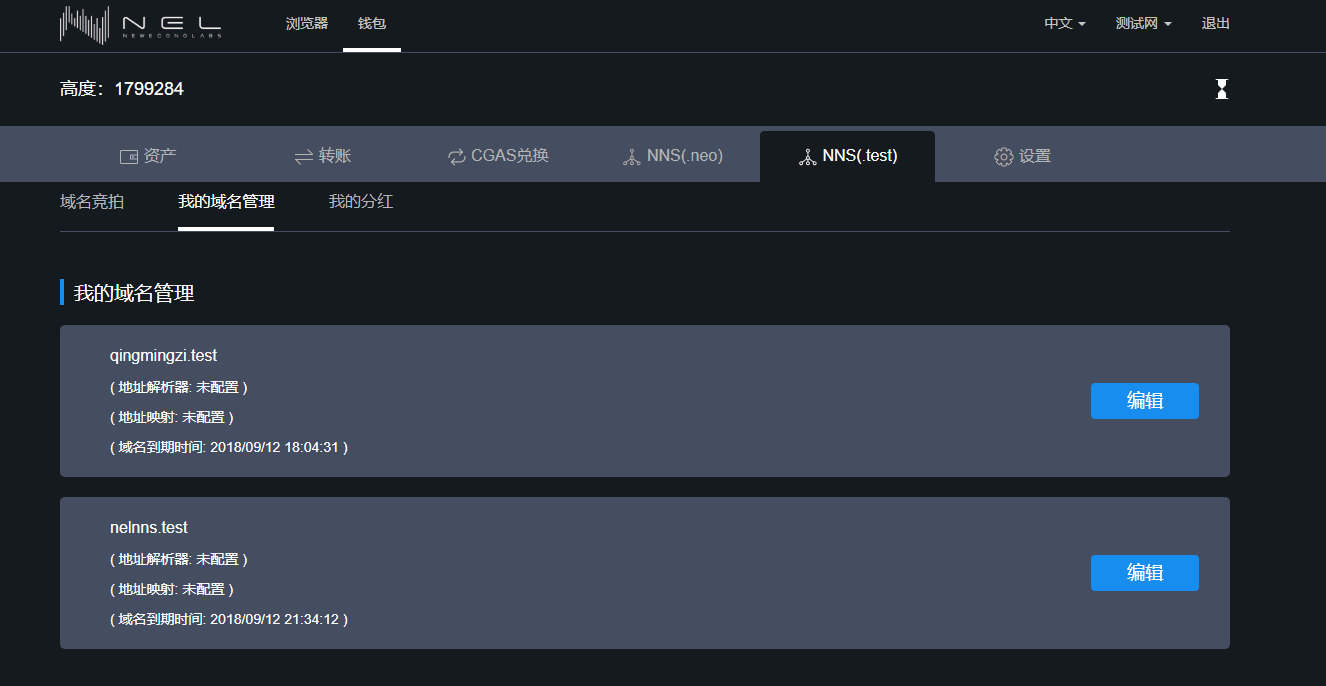 NEL
NEWECONOLABS
浏览器 钱包 中文 测试网 退出
高度：1799284
资产 转账 CGAS兑换 NNS(.neo) NNS(.test) 设置
域名竞拍 我的域名管理 我的分红
我的域名管理
qingmingzi.test
( 地址解析器: 未配置 )
( 地址映射: 未配置 )
( 域名到期时间: 2018/09/12 18:04:31 )
编辑
nelnns.test
( 地址解析器: 未配置 )
( 地址映射: 未配置 )
( 域名到期时间: 2018/09/12 21:34:12 )
编辑